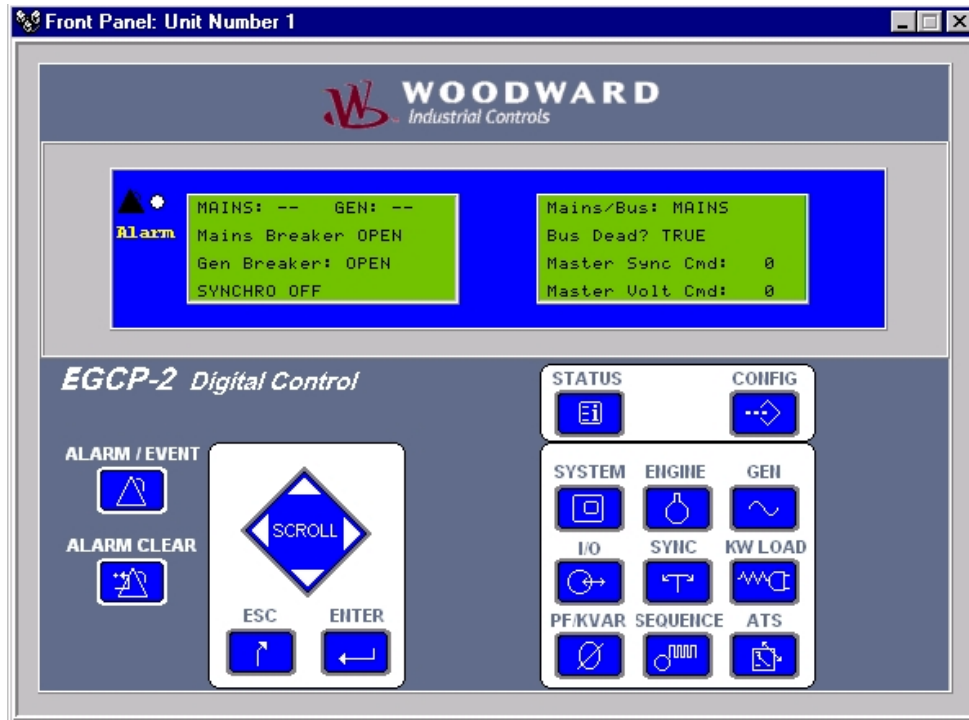 Front Panel: Unit Number 1
WOODWARD
Industrial Controls
Alarm
MAINS: -- GEN: --
Mains Breaker OPEN
Gen Breaker: OPEN
SYNCHRO OFF
Mains/Bus: MAINS
Bus Dead? TRUE
Master Sync Cmd: 0
Master Volt Cmd: 0
EGCP-2 Digital Control
STATUS CONFIG
ALARM / EVENT
ALARM CLEAR
SCROLL
ESC ENTER
SYSTEM ENGINE GEN
I/O SYNC KW LOAD
PF/KVAR SEQUENCE ATS